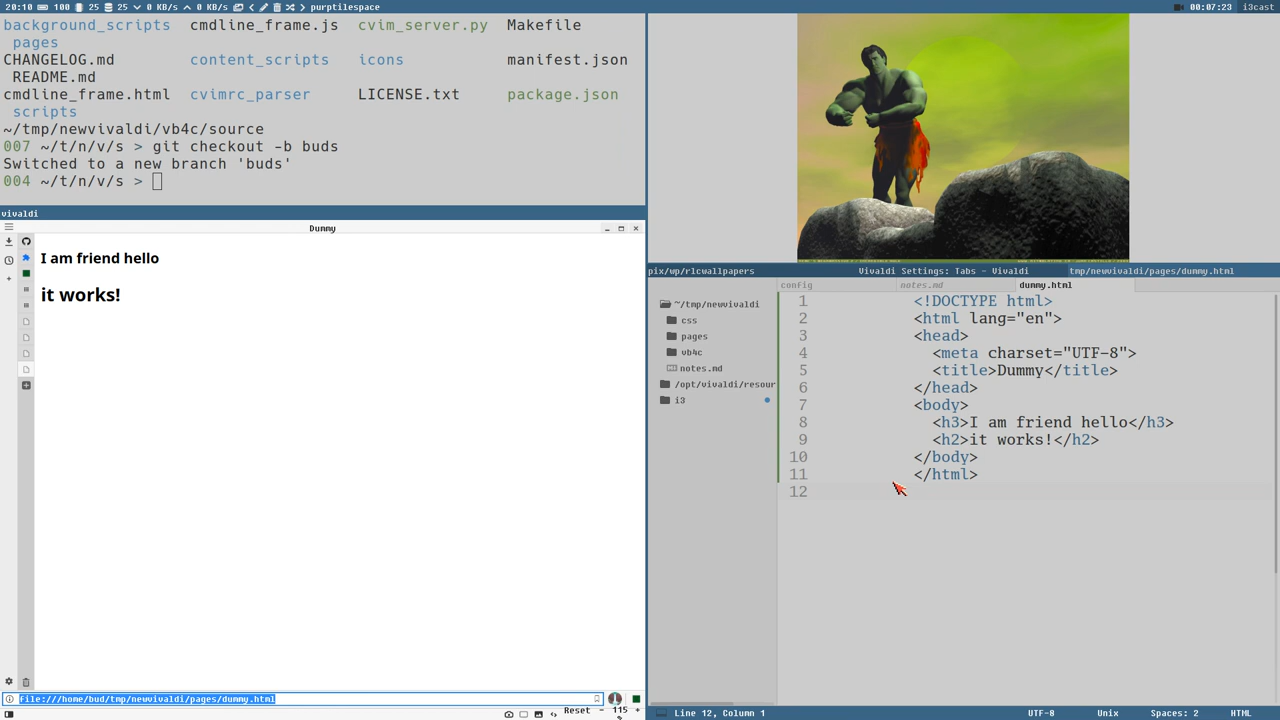 20:10 100 25 25 0 KB/s 0 KB/s purptilespace 00:07:23 i3cast
background_scripts cmdline_frame.js cvim_server.py Makefile
pages
CHANGELOG.md content_scripts icons manifest.json
README.md
cmdline_frame.html cvimrc_parser LICENSE.txt package.json
scripts
~/tmp/newvivaldi/vb4c/source
007 ~/t/n/v/s > git checkout -b buds
Switched to a new branch 'buds'
004 ~/t/n/v/s >
vivaldi
Dummy
I am friend hello
it works!
file:///home/bud/tmp/newvivaldi/pages/dummy.html
Reset - 115 +
%
pix/wp/rlcwallpapers Vivaldi Settings: Tabs - Vivaldi tmp/newvivaldi/pages/dummy.html
config notes.md dummy.html
~/tmp/newvivaldi
css
pages
vb4c
notes.md
/opt/vivaldi/resour
i3
1 <!DOCTYPE html>
2 <html lang="en">
3 <head>
4 <meta charset="UTF-8">
5 <title>Dummy</title>
6 </head>
7 <body>
8 <h3>I am friend hello</h3>
9 <h2>it works!</h2>
10 </body>
11 </html>
12
Line 12, Column 1 UTF-8 Unix Spaces: 2 HTML